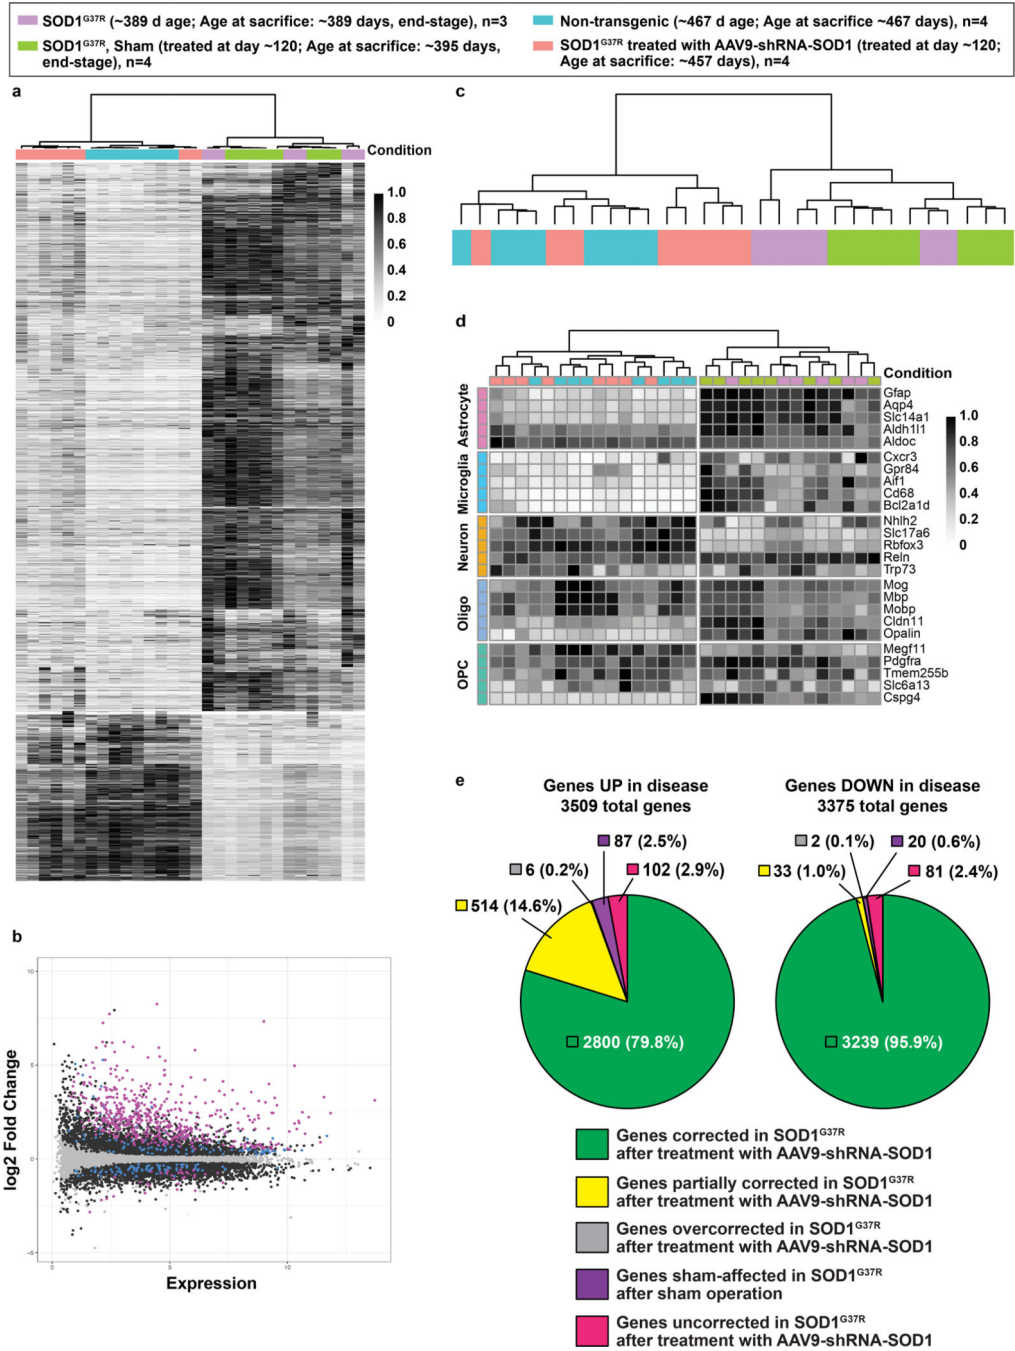 SOD1G37R (~389 d age; Age at sacrifice: ~389 days, end-stage), n=3
SOD1G37R, Sham (treated at day ~120; Age at sacrifice: ~395 days,
end-stage), n=4
Non-transgenic (~467 d age; Age at sacrifice ~467 days), n=4
SOD1G37R treated with AAV9-shRNA-SOD1 (treated at day ~120;
Age at sacrifice: ~457 days), n=4
a
Condition
1.0
0.8
0.6
0.4
0.2
0
b
log2 Fold Change
10
5
0
-5
0
5
10
Expression
c
d
Condition
Astrocyte
Gfap
Aqp4
Slc14a1
Aldh1l1
Aldoc
Microglia
Cxcr3
Gpr84
Aif1
Cd68
Bcl2a1d
Neuron
Nhlh2
Slc17a6
Rbfox3
Reln
Trp73
Oligo
Mog
Mbp
Mobp
Cldn11
Opalin
OPC
Megf11
Pdgfra
Tmem255b
Slc6a13
Cspg4
1.0
0.8
0.6
0.4
0.2
0
e
Genes UP in disease
3509 total genes
87 (2.5%)
6 (0.2%)
102 (2.9%)
514 (14.6%)
2800 (79.8%)
Genes DOWN in disease
3375 total genes
2 (0.1%)
20 (0.6%)
33 (1.0%)
81 (2.4%)
3239 (95.9%)
Genes corrected in SOD1G37R
after treatment with AAV9-shRNA-SOD1
Genes partially corrected in SOD1G37R
after treatment with AAV9-shRNA-SOD1
Genes overcorrected in SOD1G37R
after treatment with AAV9-shRNA-SOD1
Genes sham-affected in SOD1G37R
after sham operation
Genes uncorrected in SOD1G37R
after treatment with AAV9-shRNA-SOD1